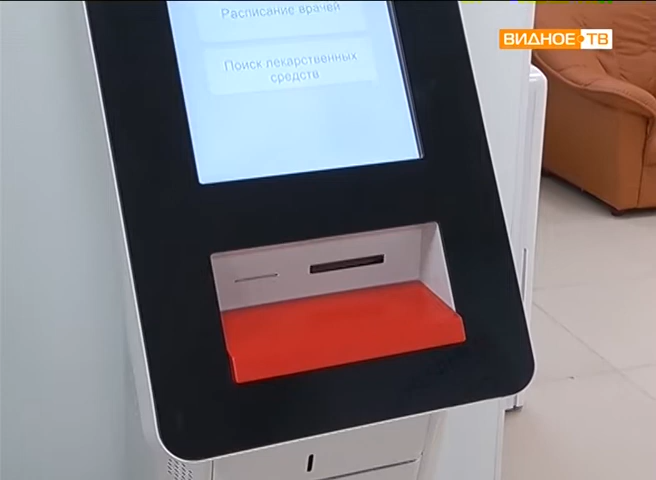 ВИДНОЕ ТВ
Расписание врачей
Поиск лекарственных
средств